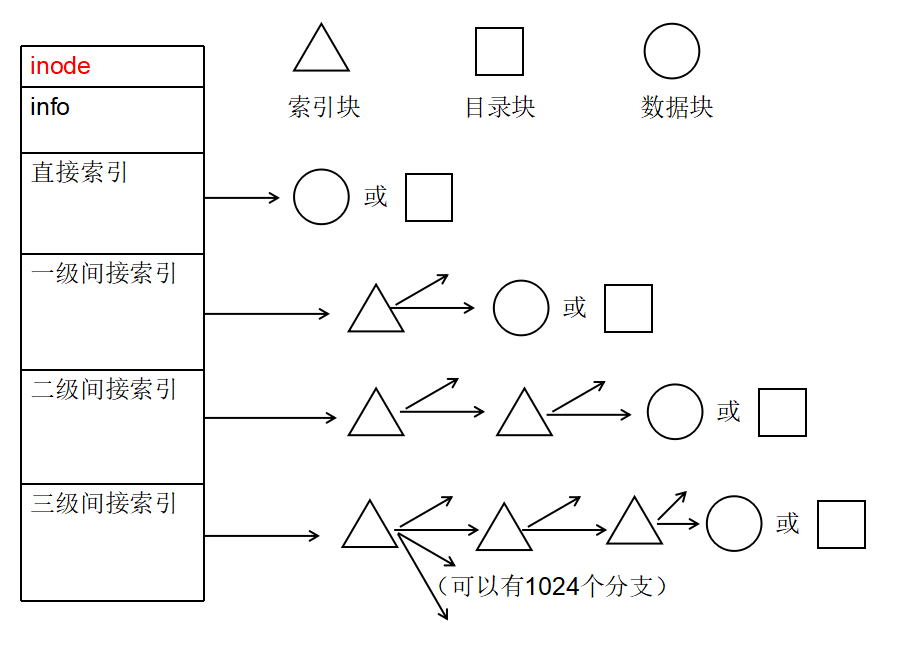 inode
info
索引块
目录块
数据块
直接索引
或
一级间接索引
或
二级间接索引
或
三级间接索引
或
（可以有1024个分支）